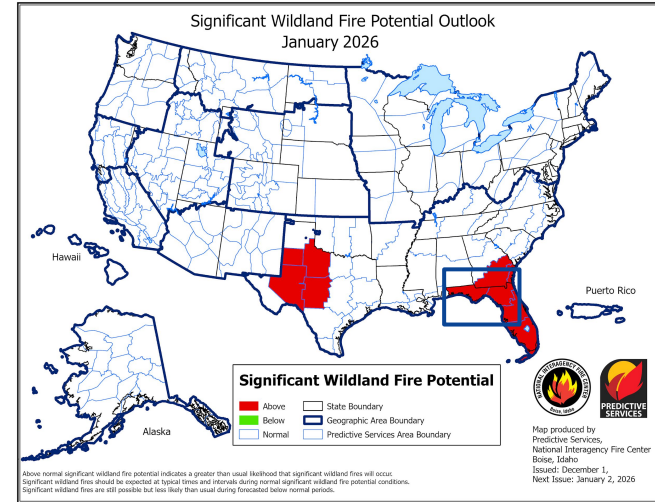 Significant Wildland Fire Potential Outlook
January 2026
Hawaii
Puerto Rico
Alaska
Significant Wildland Fire Potential
Above
State Boundary
Below
Geographic Area Boundary
Normal
Predictive Services Area Boundary
NATIONAL INTERAGENCY FIRE CENTER
Boise, Idaho
PREDICTIVE
SERVICES
Map produced by
Predictive Services,
National Interagency Fire Center
Boise, Idaho
Issued: December 1,
Next Issue: January 2, 2026
Above normal significant wildland fire potential indicates a greater than usual likelihood that significant wildland fires will occur.
Significant wildland fires should be expected at typical times and intervals during normal significant wildland fire potential conditions.
Significant wildland fires are still possible but less likely than usual during forecasted below normal periods.